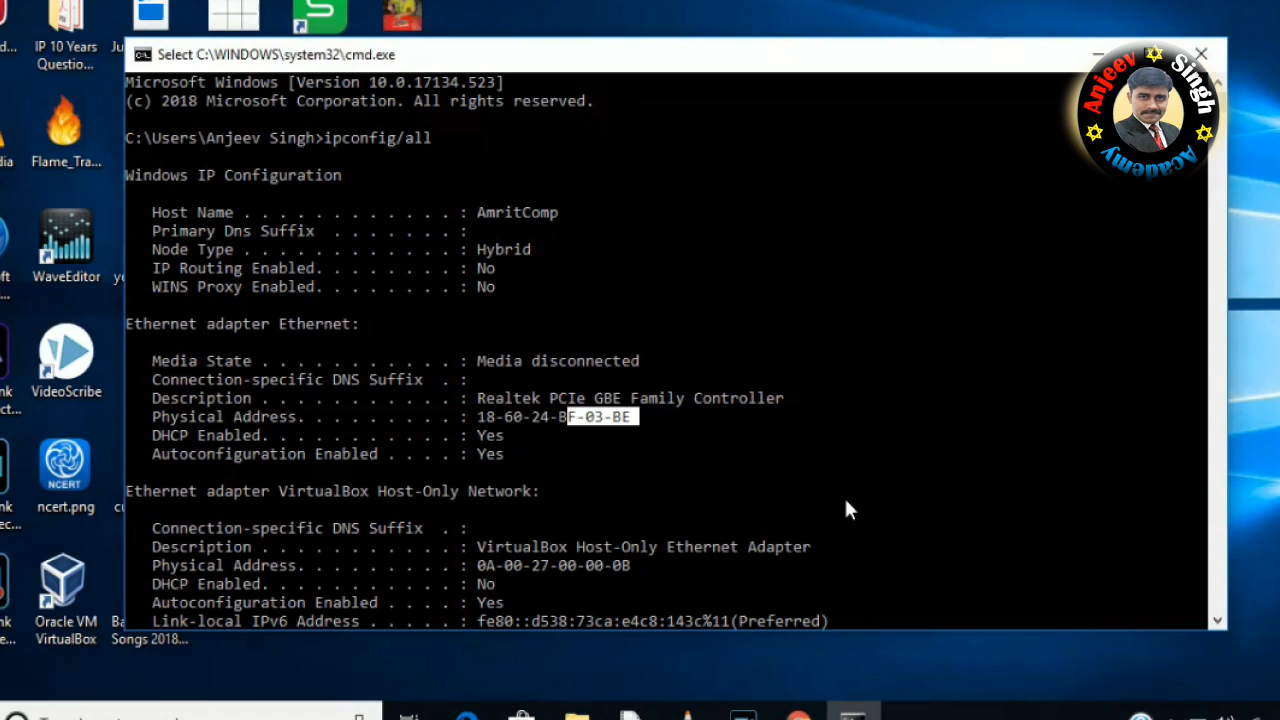 IP 10 Years
Questio...
Flame_Tra...
WaveEditor
VideoScribe
NCERT
ncert.png
Oracle VM
VirtualBox
Songs 2018...
Select C:\WINDOWS\system32\cmd.exe
Microsoft Windows [Version 10.0.17134.523]
(c) 2018 Microsoft Corporation. All rights reserved.
C:\Users\Anjeev Singh>ipconfig/all
Windows IP Configuration
Host Name . . . . . . . . . . . . : AmritComp
Primary Dns Suffix . . . . . . . :
Node Type . . . . . . . . . . . . : Hybrid
IP Routing Enabled. . . . . . . . : No
WINS Proxy Enabled. . . . . . . . : No
Ethernet adapter Ethernet:
Media State . . . . . . . . . . . : Media disconnected
Connection-specific DNS Suffix . :
Description . . . . . . . . . . . : Realtek PCIe GBE Family Controller
Physical Address. . . . . . . . . : 18-60-24-BF-03-BE
DHCP Enabled. . . . . . . . . . . : Yes
Autoconfiguration Enabled . . . . : Yes
Ethernet adapter VirtualBox Host-Only Network:
Connection-specific DNS Suffix . :
Description . . . . . . . . . . . : VirtualBox Host-Only Ethernet Adapter
Physical Address. . . . . . . . . : 0A-00-27-00-00-0B
DHCP Enabled. . . . . . . . . . . : No
Autoconfiguration Enabled . . . . : Yes
Link-local IPv6 Address . . . . . : fe80::d538:73ca:e4c8:143c%11(Preferred)
Anjeev Singh
Academy